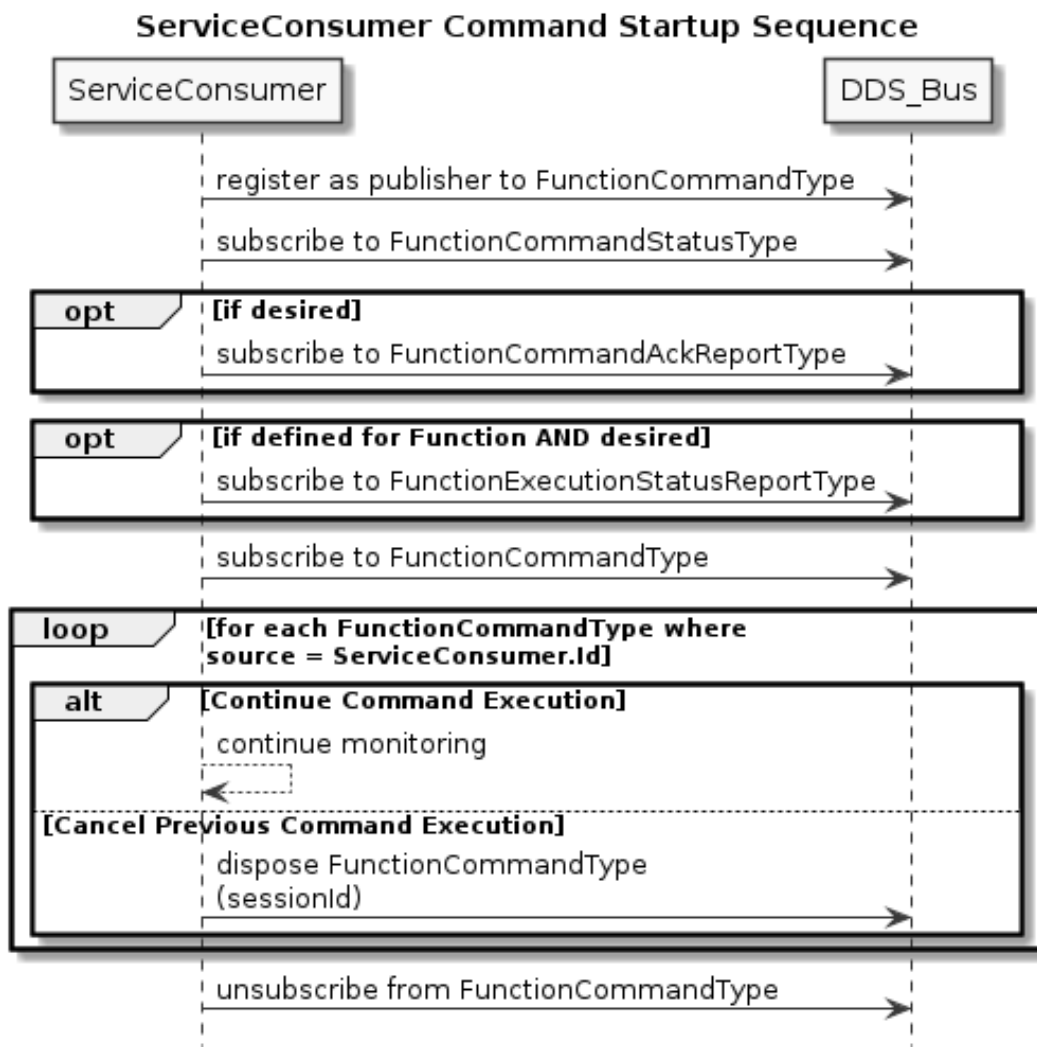 ServiceConsumer Command Startup Sequence
ServiceConsumer
DDS_Bus
register as publisher to FunctionCommandType
subscribe to FunctionCommandStatusType
opt
[if desired]
subscribe to FunctionCommandAckReportType
opt
[if defined for Function AND desired]
subscribe to FunctionExecutionStatusReportType
subscribe to FunctionCommandType
loop
[for each FunctionCommandType where
source = ServiceConsumer.Id]
alt
[Continue Command Execution]
continue monitoring
[Cancel Previous Command Execution]
dispose FunctionCommandType
(sessionId)
unsubscribe from FunctionCommandType